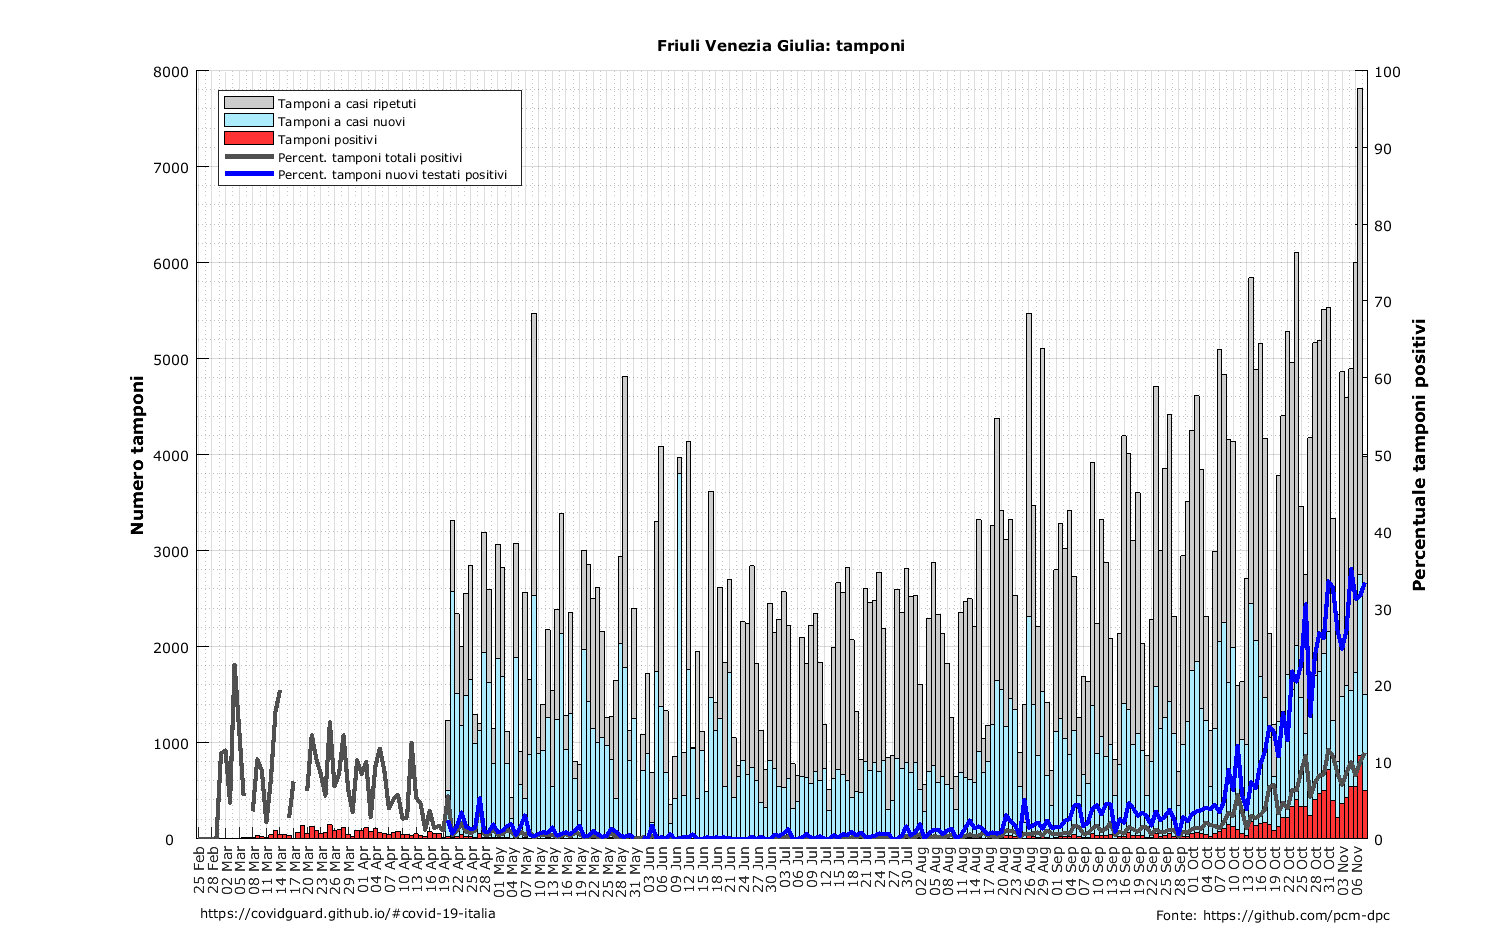 Friuli Venezia Giulia: tamponi
8000
7000
6000
5000
4000
3000
2000
1000
0
100
90
80
70
60
50
40
30
20
10
0
Tamponi a casi ripetuti
Tamponi a casi nuovi
Tamponi positivi
Percent. tamponi totali positivi
Percent. tamponi nuovi testati positivi
Numero tamponi
Percentuale tamponi positivi
25 Feb
28 Feb
02 Mar
05 Mar
08 Mar
11 Mar
14 Mar
17 Mar
20 Mar
23 Mar
26 Mar
29 Mar
01 Apr
04 Apr
07 Apr
10 Apr
13 Apr
16 Apr
19 Apr
22 Apr
25 Apr
28 Apr
01 May
04 May
07 May
10 May
13 May
16 May
19 May
22 May
25 May
28 May
31 May
03 Jun
06 Jun
09 Jun
12 Jun
15 Jun
18 Jun
21 Jun
24 Jun
27 Jun
30 Jun
03 Jul
06 Jul
09 Jul
12 Jul
15 Jul
18 Jul
21 Jul
24 Jul
27 Jul
30 Jul
02 Aug
05 Aug
08 Aug
11 Aug
14 Aug
17 Aug
20 Aug
23 Aug
26 Aug
29 Aug
01 Sep
04 Sep
07 Sep
10 Sep
13 Sep
16 Sep
19 Sep
22 Sep
25 Sep
28 Sep
01 Oct
04 Oct
07 Oct
10 Oct
13 Oct
16 Oct
19 Oct
22 Oct
25 Oct
28 Oct
31 Oct
03 Nov
06 Nov
https://covidguard.github.io/#covid-19-italia
Fonte: https://github.com/pcm-dpc